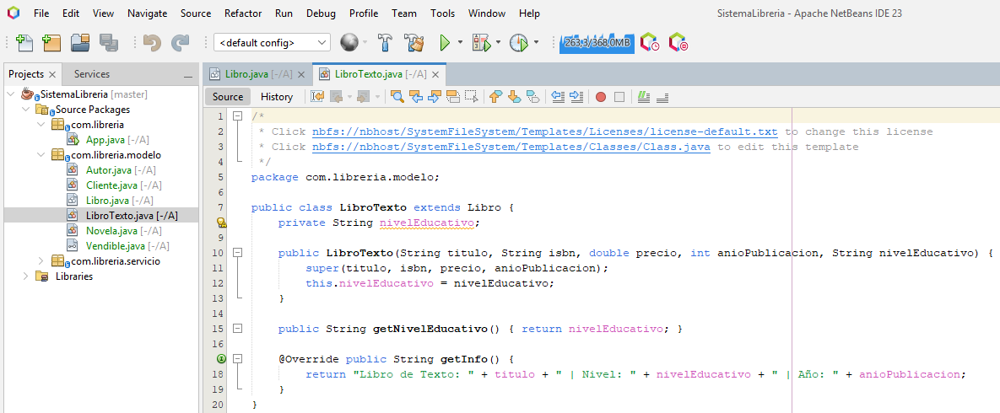 File Edit View Navigate Source Refactor Run Debug Profile Team Tools Window Help SistemaLibreria - Apache NetBeans IDE 23
<default config> 263,3/368,0MB
Projects Services
SistemaLibreria [master]
Source Packages
com.libreria
App.java [-/A]
com.libreria.modelo
Autor.java [-/A]
Cliente.java [-/A]
Libro.java [-/A]
LibroTexto.java [-/A]
Novela.java [-/A]
Vendible.java [-/A]
com.libreria.servicio
Libraries
Libro.java [-/A] LibroTexto.java [-/A]
Source History
1 /*
2 * Click nbfs://nbhost/SystemFileSystem/Templates/Licenses/license-default.txt to change this license
3 * Click nbfs://nbhost/SystemFileSystem/Templates/Classes/Class.java to edit this template
4 */
5 package com.libreria.modelo;
6
7 public class LibroTexto extends Libro {
private String nivelEducativo;
9
10 public LibroTexto(String titulo, String isbn, double precio, int anioPublicacion, String nivelEducativo) {
11 super(titulo, isbn, precio, anioPublicacion);
12 this.nivelEducativo = nivelEducativo;
13 }
14
15 public String getNivelEducativo() { return nivelEducativo; }
16
@Override public String getInfo() {
18 return "Libro de Texto: " + titulo + " | Nivel: " + nivelEducativo + " | Año: " + anioPublicacion;
19 }
20 }